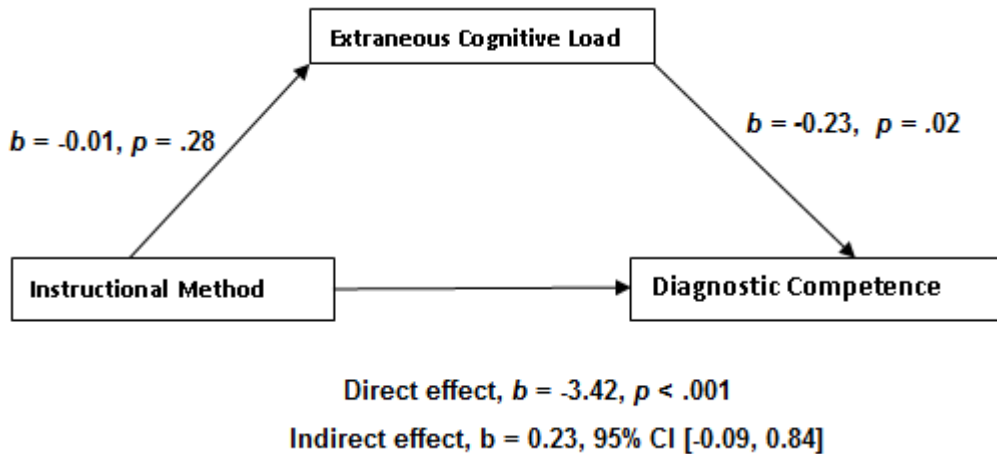 Extraneous Cognitive Load
b = -0.01, p = .28
b = -0.23, p = .02
Instructional Method
Diagnostic Competence
Direct effect, b = -3.42, p < .001
Indirect effect, b = 0.23, 95% CI [-0.09, 0.84]